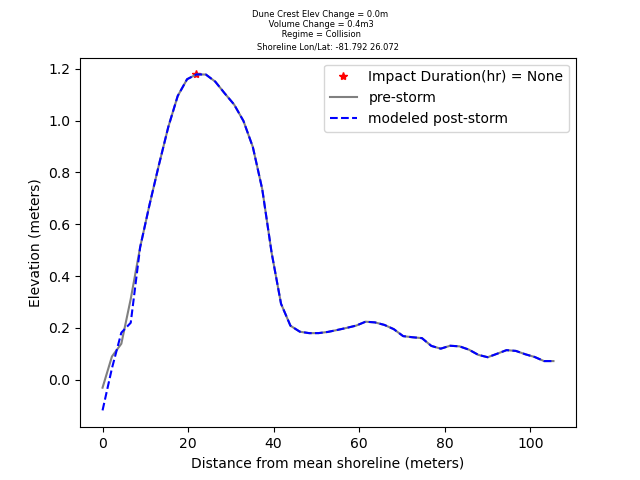 Dune Crest Elev Change = 0.0m
Volume Change = 0.4m3
Regime = Collision
Shoreline Lon/Lat: -81.792 26.072
Impact Duration(hr) = None
pre-storm
modeled post-storm
Elevation (meters)
1.2
1.0
0.8
0.6
0.4
0.2
0.0
0 20 40 60 80 100
Distance from mean shoreline (meters)